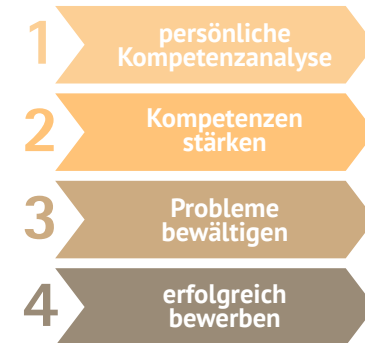 1
persönliche
Kompetenzanalyse
2
Kompetenzen
stärken
3
Probleme
bewältigen
4
erfolgreich
bewerben